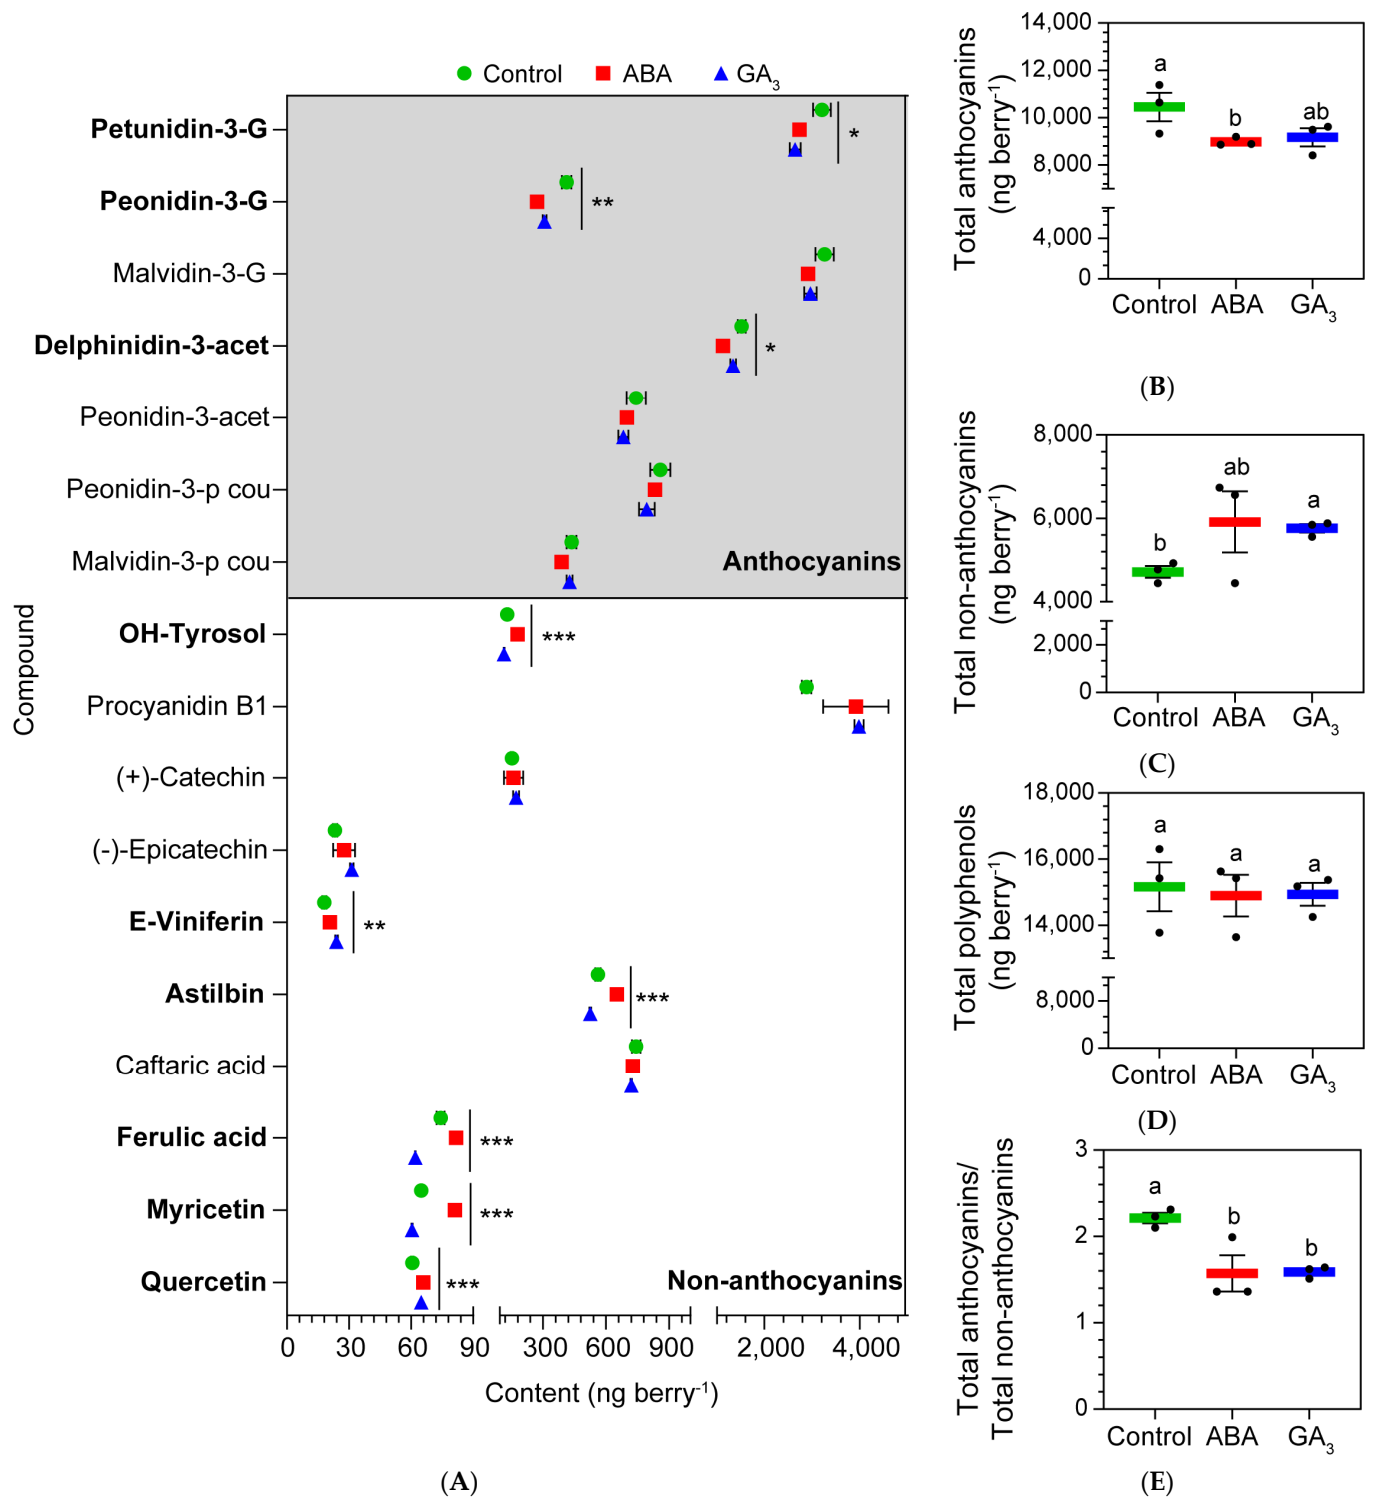 Control ABA GA3
Petunidin-3-G
*
Peonidin-3-G
**
Malvidin-3-G
Delphinidin-3-acet
*
Peonidin-3-acet
Peonidin-3-p cou
Malvidin-3-p cou
Anthocyanins
OH-Tyrosol
***
Procyanidin B1
(+)-Catechin
(-)-Epicatechin
E-Viniferin
**
Astilbin
***
Caftaric acid
Ferulic acid
***
Myricetin
***
Quercetin
***
Non-anthocyanins
Compound
0 30 60 90 300 600 900 2,000 4,000
Content (ng berry-1)
(A)
Total anthocyanins
(ng berry-1)
14,000
12,000
10,000
8,000
4,000
0
a
b
ab
Control ABA GA3
(B)
Total non-anthocyanins
(ng berry-1)
8,000
6,000
4,000
2,000
0
b
ab
a
Control ABA GA3
(C)
Total polyphenols
(ng berry-1)
18,000
16,000
14,000
8,000
0
a
a
a
Control ABA GA3
(D)
Total anthocyanins/
Total non-anthocyanins
3
2
1
0
a
b
b
Control ABA GA3
(E)